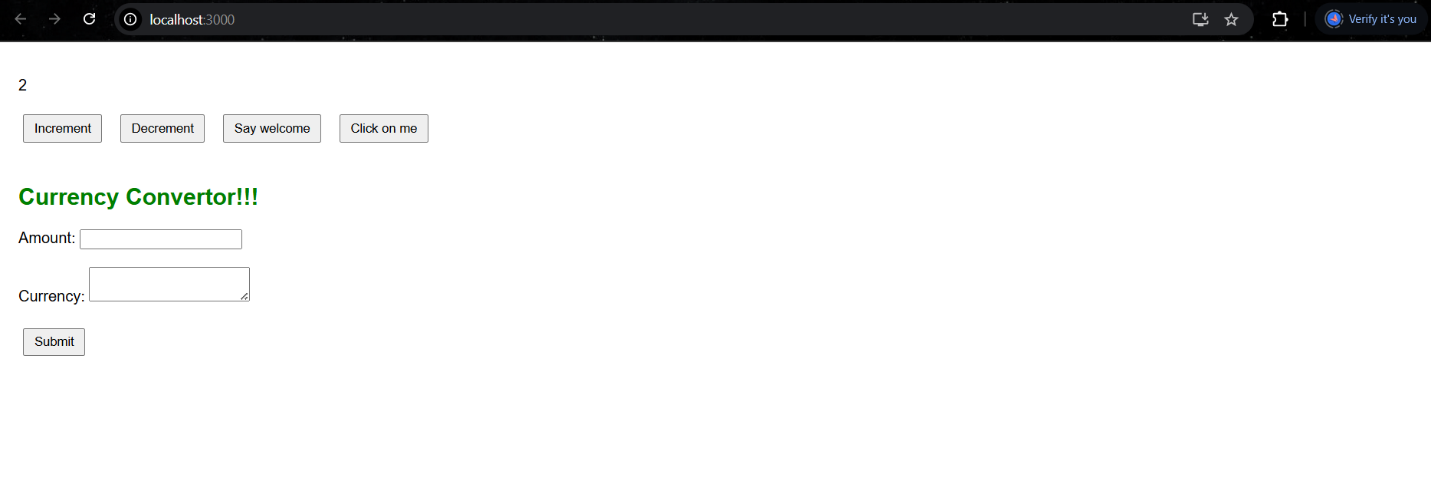 localhost:3000
Verify it's you
2
Increment Decrement Say welcome Click on me
Currency Convertor!!!
Amount:
Currency:
Submit